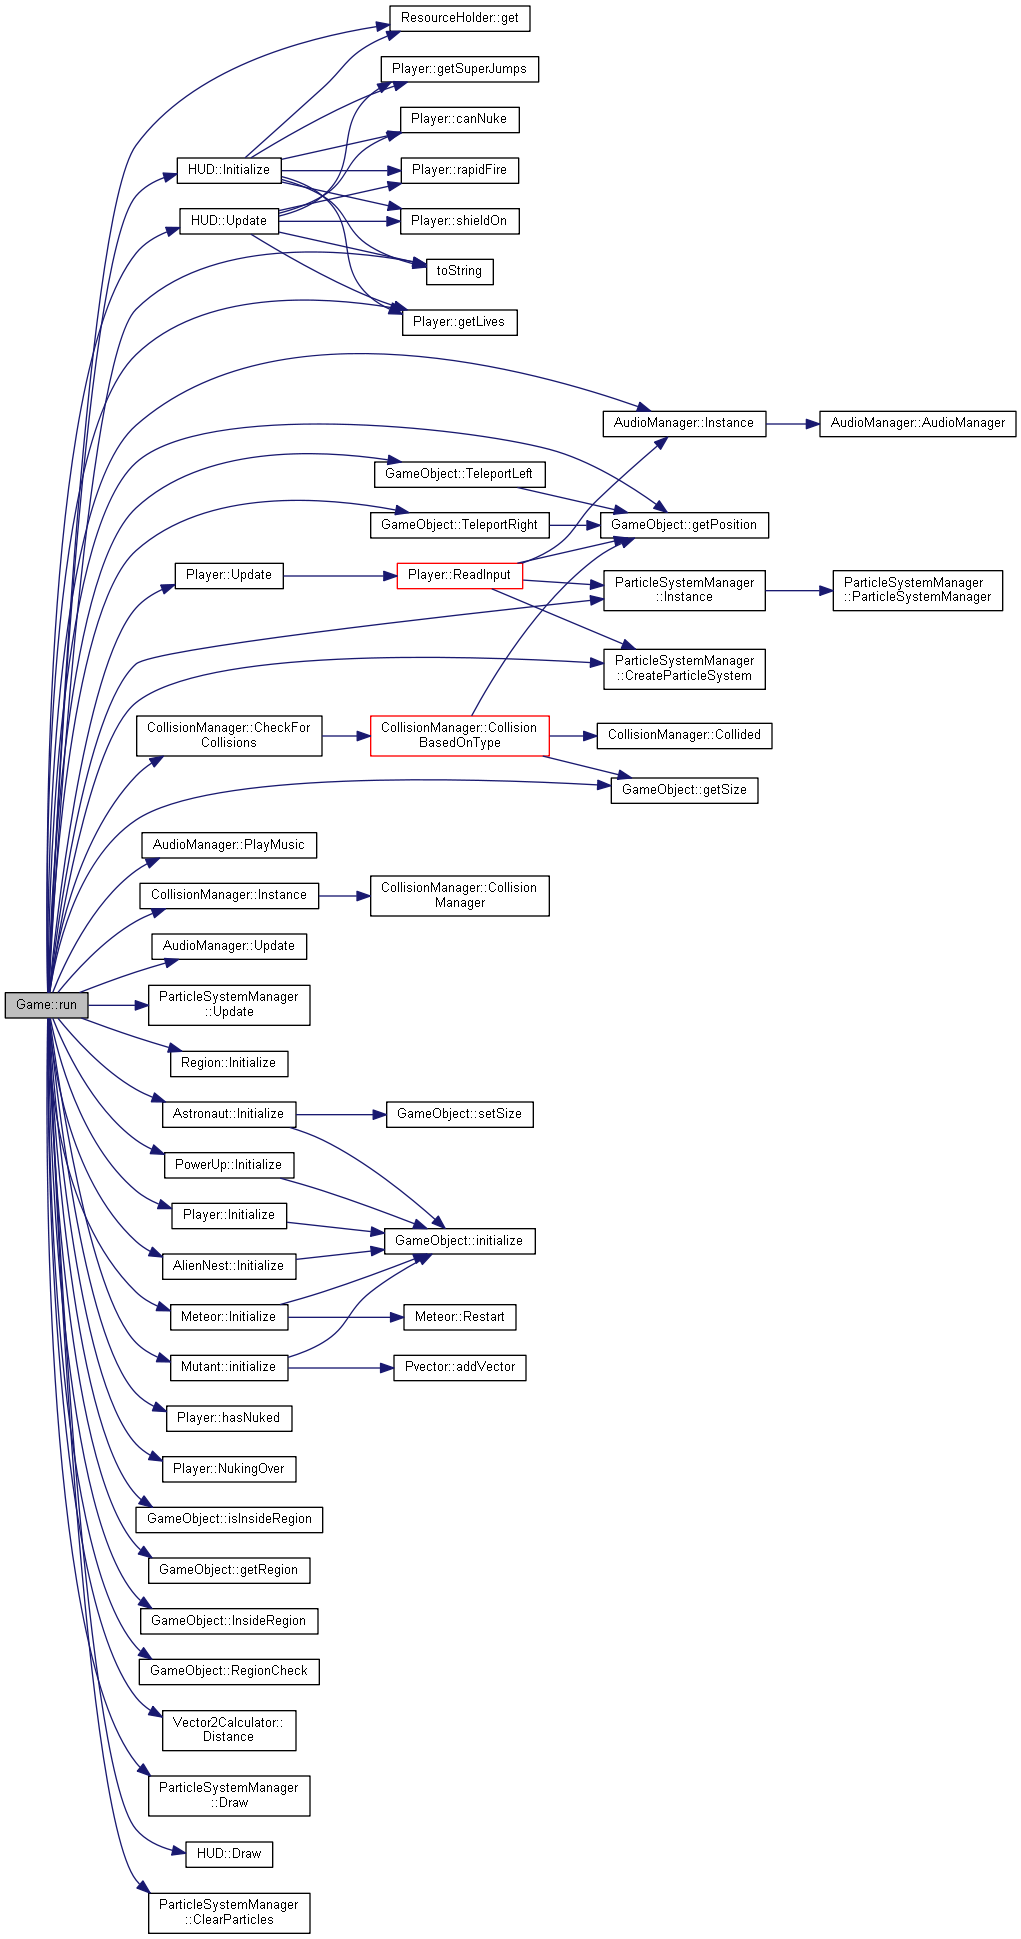 ResourceHolder::get
Player::getSuperJumps
Player::canNuke
HUD::Initialize
Player::rapidFire
HUD::Update
Player::shieldOn
toString
Player::getLives
AudioManager::Instance
AudioManager::AudioManager
GameObject::TeleportLeft
GameObject::TeleportRight
GameObject::getPosition
Player::Update
Player::ReadInput
ParticleSystemManager
::Instance
ParticleSystemManager
::ParticleSystemManager
ParticleSystemManager
::CreateParticleSystem
CollisionManager::CheckFor
Collisions
CollisionManager::Collision
BasedOnType
CollisionManager::Collided
GameObject::getSize
AudioManager::PlayMusic
CollisionManager::Instance
CollisionManager::Collision
Manager
AudioManager::Update
Game::run
ParticleSystemManager
::Update
Region::Initialize
Astronaut::Initialize
GameObject::setSize
PowerUp::Initialize
Player::Initialize
GameObject::initialize
AlienNest::Initialize
Meteor::Initialize
Meteor::Restart
Mutant::initialize
Pvector::addVector
Player::hasNuked
Player::NukingOver
GameObject::isInsideRegion
GameObject::getRegion
GameObject::InsideRegion
GameObject::RegionCheck
Vector2Calculator::
Distance
ParticleSystemManager
::Draw
HUD::Draw
ParticleSystemManager
::ClearParticles